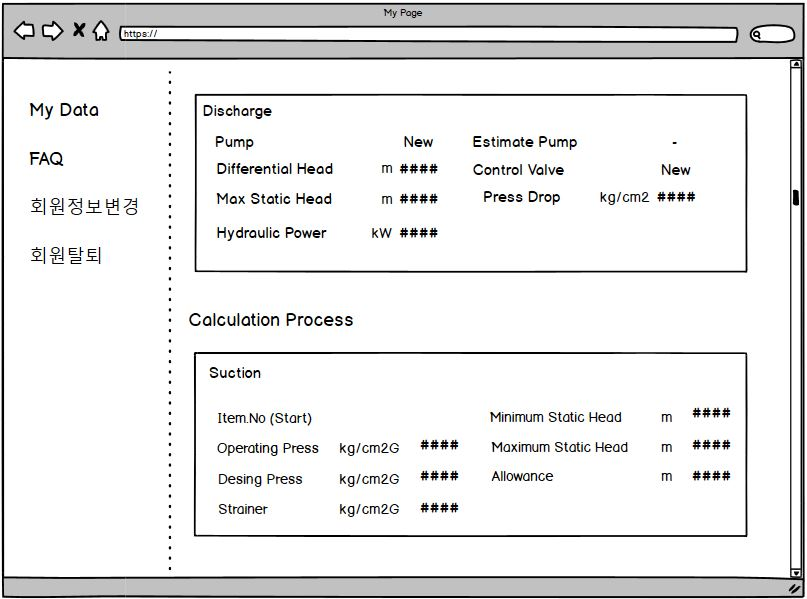 My Page
https://
My Data
FAQ
회원정보변경
회원탈퇴
Discharge
Pump New Estimate Pump -
Differential Head m #### Control Valve New
Max Static Head m #### Press Drop kg/cm2 ####
Hydraulic Power kW ####
Calculation Process
Suction
Item.No (Start) Minimum Static Head m ####
Operating Press kg/cm2G #### Maximum Static Head m ####
Desing Press kg/cm2G #### Allowance m ####
Strainer kg/cm2G ####